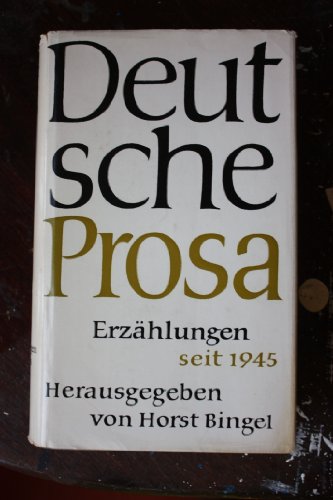 Deut
sche
Prosa
Erzählungen
seit 1945
Herausgegeben
von Horst Bingel